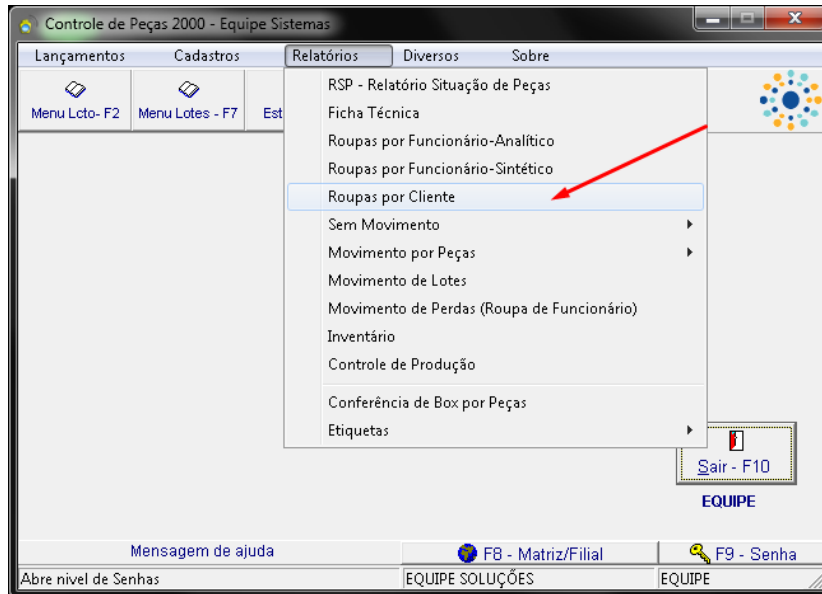 Controle de Peças 2000 - Equipe Sistemas
Lançamentos Cadastros Relatórios Diversos Sobre
Menu Lcto- F2 Menu Lotes - F7 Est
RSP - Relatório Situação de Peças
Ficha Técnica
Roupas por Funcionário-Analítico
Roupas por Funcionário-Sintético
Roupas por Cliente
Sem Movimento
Movimento por Peças
Movimento de Lotes
Movimento de Perdas (Roupa de Funcionário)
Inventário
Controle de Produção
Conferência de Box por Peças
Etiquetas
Sair - F10
EQUIPE
Mensagem de ajuda F8 - Matriz/Filial F9 - Senha
Abre nivel de Senhas EQUIPE SOLUÇÕES EQUIPE